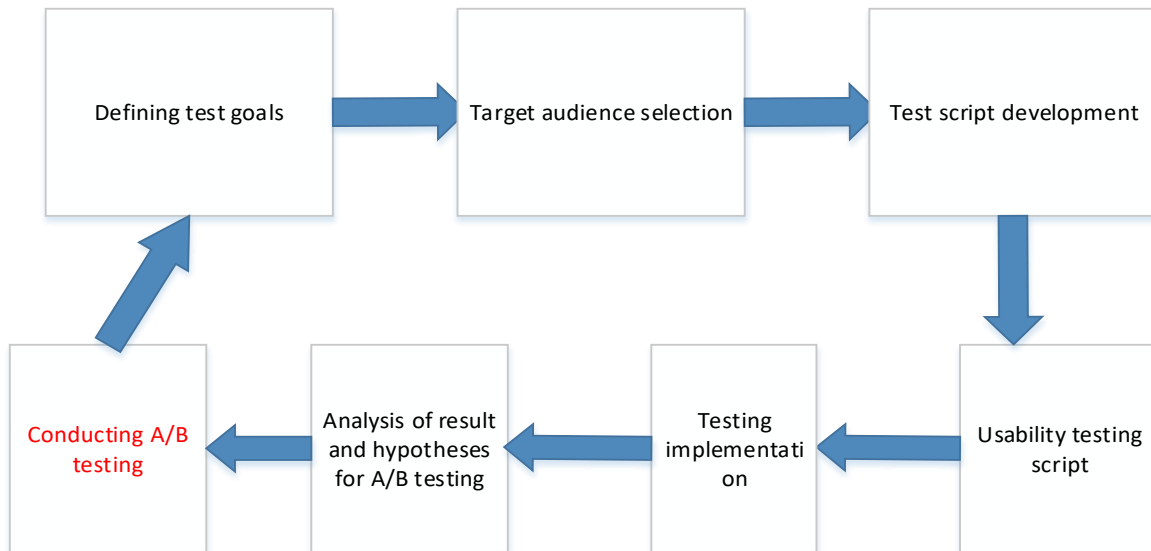 Defining test goals
Target audience selection
Test script development
Usability testing
script
Testing
implementati
on
Analysis of result
and hypotheses
for A/B testing
Conducting A/B
testing